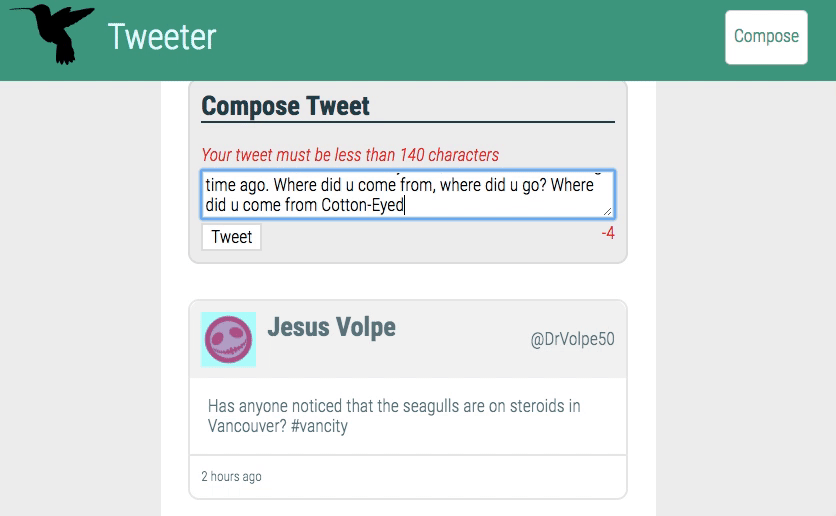 Tweeter
Compose
Compose Tweet
Your tweet must be less than 140 characters
time ago. Where did u come from, where did u go? Where
did u come from Cotton-Eyed
Tweet
-4
Jesus Volpe
@DrVolpe50
Has anyone noticed that the seagulls are on steroids in
Vancouver? #vancity
2 hours ago